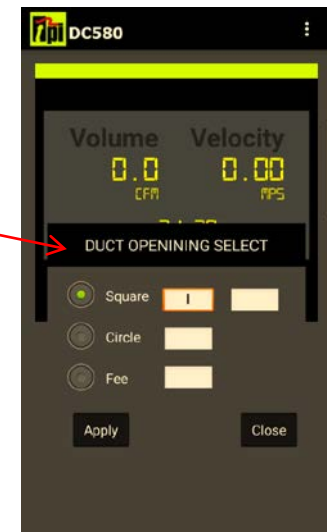 TPI DC580
Volume Velocity
0.0 0.00
CFM MPS
DUCT OPENINING SELECT
Square
Circle
Fee
Apply Close